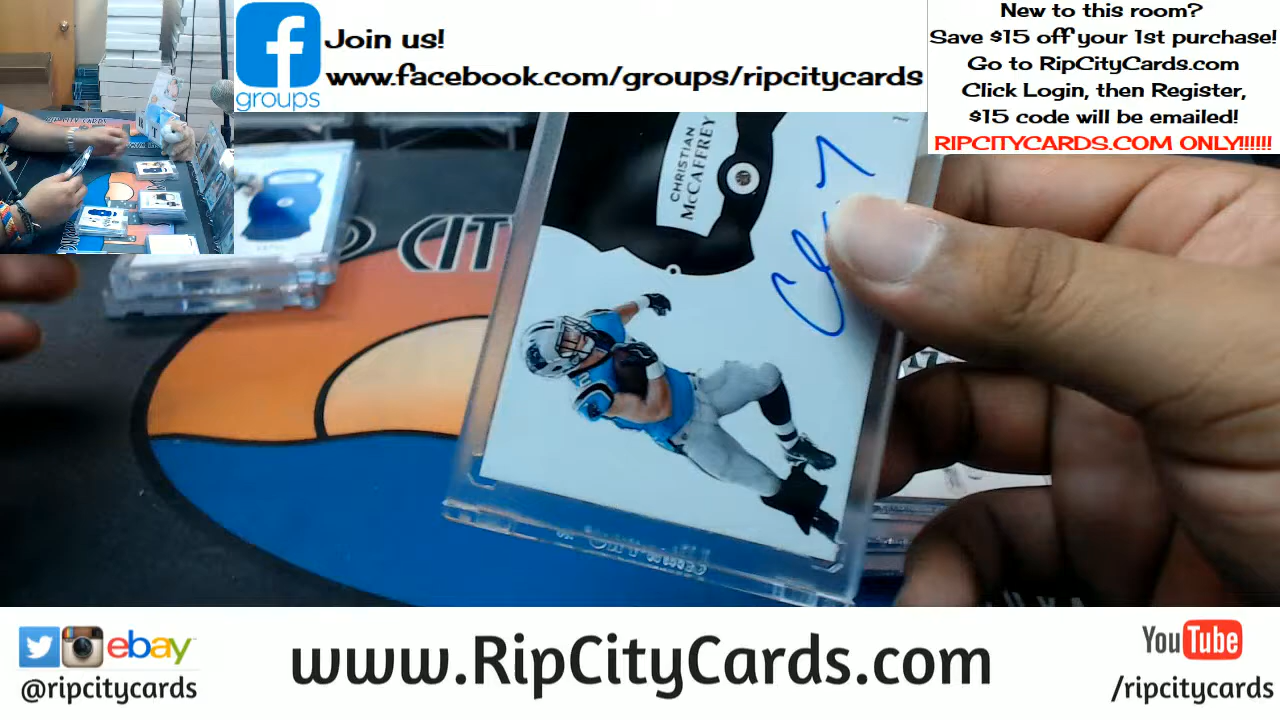 f
groups
Join us!
www.facebook.com/groups/ripcitycards
New to this room?
Save $15 off your 1st purchase!
Go to RipCityCards.com
Click Login, then Register,
$15 code will be emailed!
RIPCITYCARDS.COM ONLY!!!!!!
CHRISTIAN
McCAFFREY
CIT
ebay
@ripcitycards
www.RipCityCards.com
YouTube
/ripcitycards